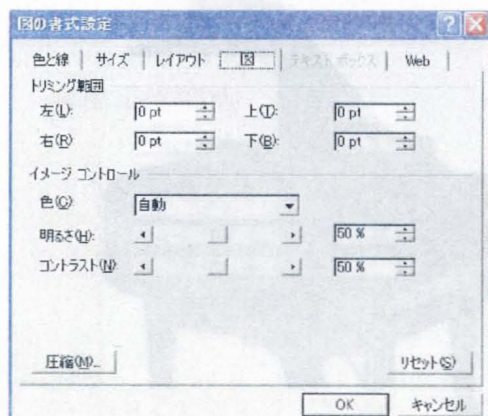 図の書式設定
色と線 サイズ レイアウト 図 テキスト ボックス Web
トリミング範囲
左(L): 0 pt 上(T): 0 pt
右(R) 0 pt 下(B): 0 pt
イメージ コントロール
色(C): 自動
明るさ(H): 50 %
コントラスト(N): 50 %
圧縮(M)... リセット(S)
OK キャンセル